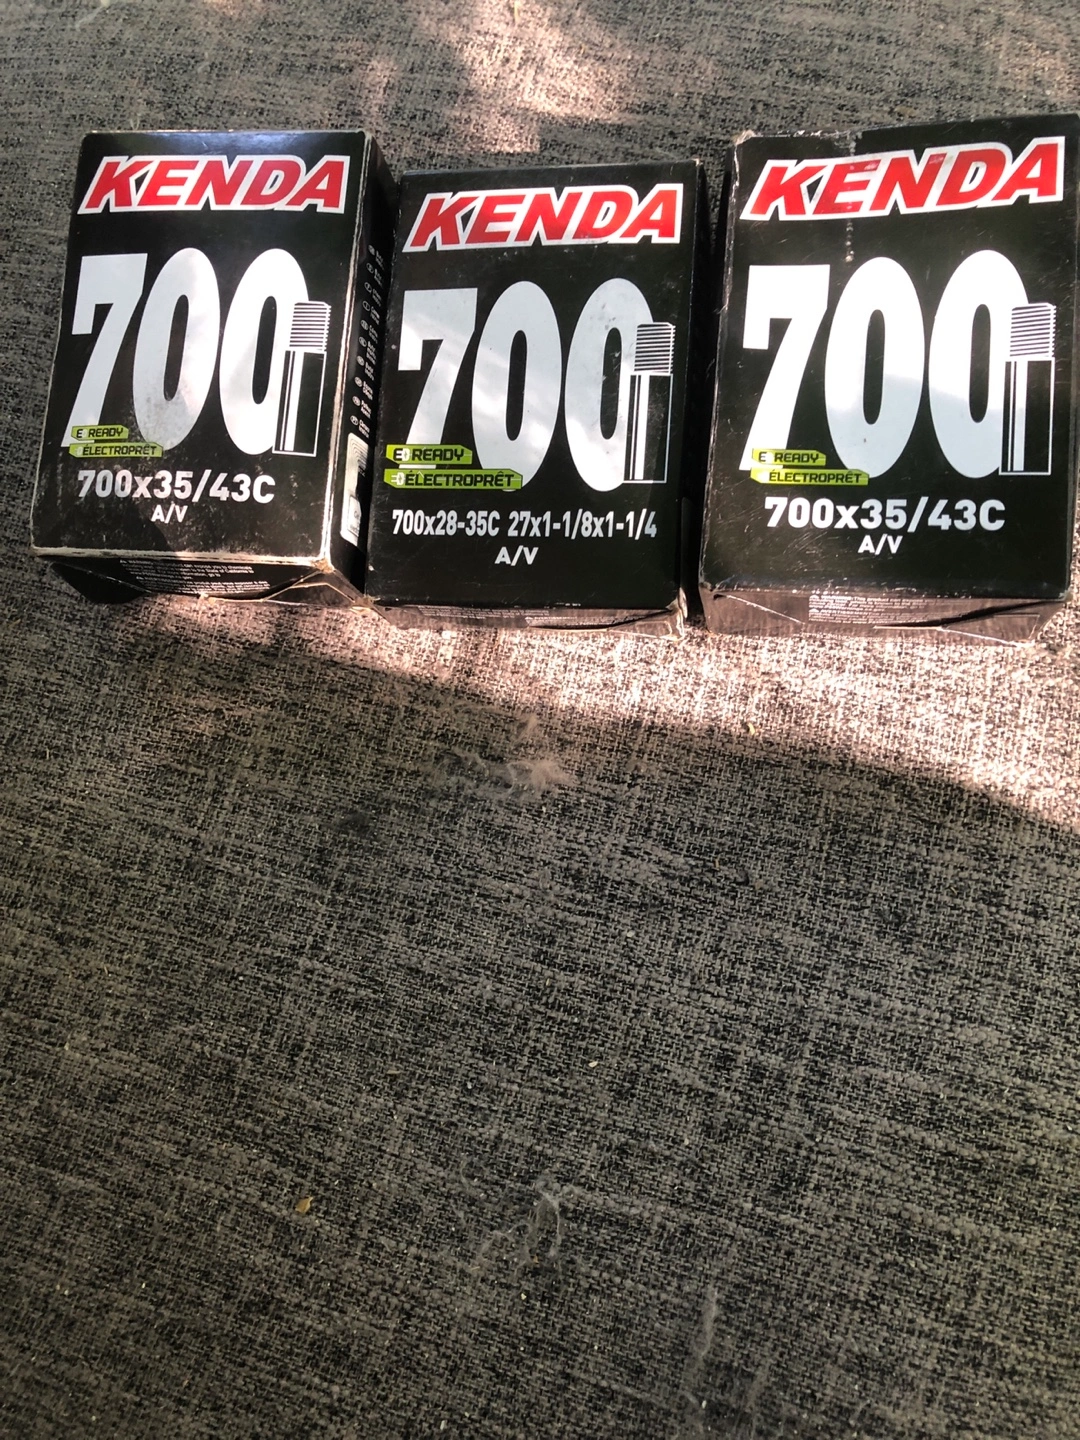 KENDA
700
E READY
ÉLECTROPRÊT
700x35/43C
A/V
KENDA
700
E READY
ÉLECTROPRÊT
700x28-35C 27x1-1/8x1-1/4
A/V
KENDA
700
E READY
ÉLECTROPRÊT
700x35/43C
A/V